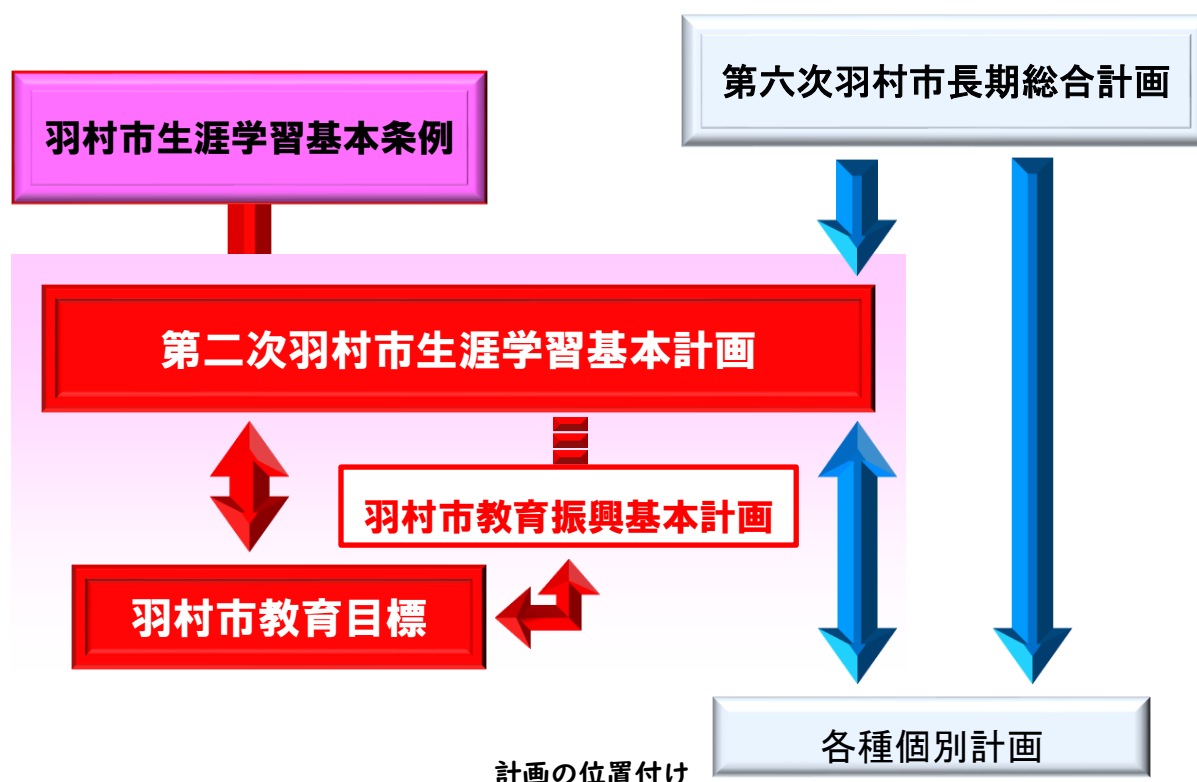 第六次羽村市長期総合計画
羽村市生涯学習基本条例
第二次羽村市生涯学習基本計画
羽村市教育振興基本計画
羽村市教育目標
各種個別計画
計画の位置付け